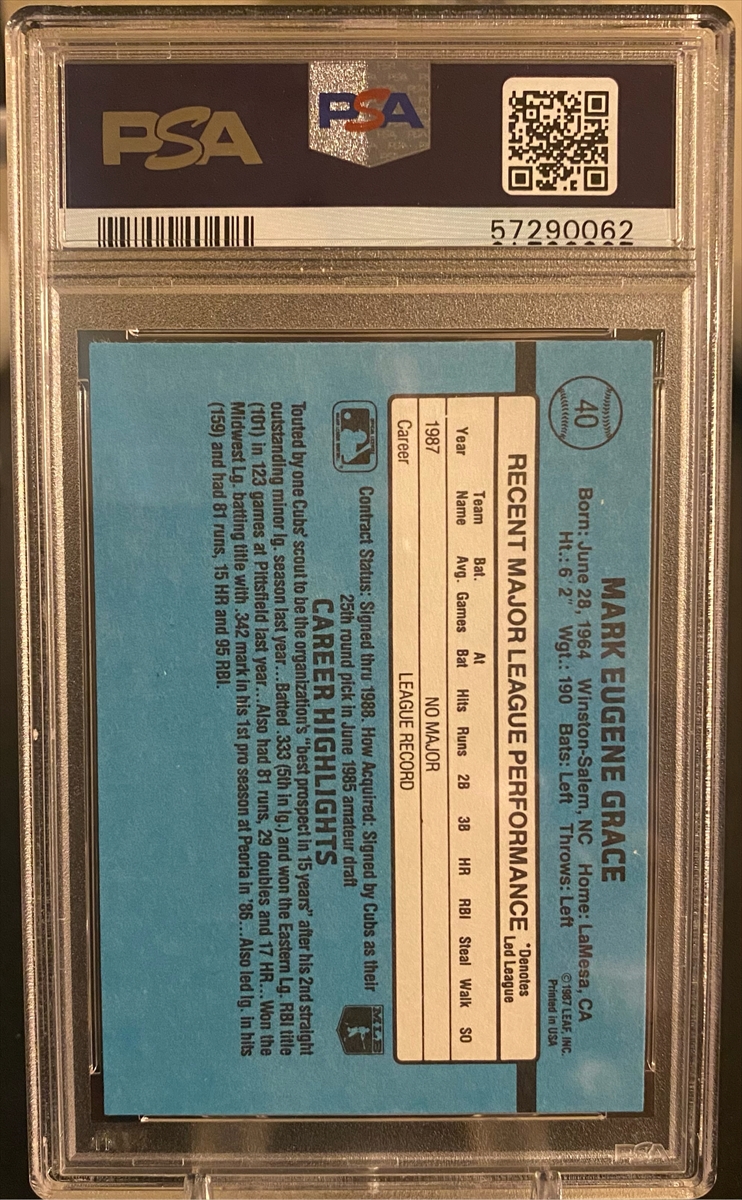 PSA
PSA
57290062
40
MARK EUGENE GRACE
Born: June 28, 1964 Winston-Salem, NC Home: LaMesa, CA
Ht.: 6' 2" Wgt.: 190 Bats: Left Throws: Left
©1987 LEAF, INC.
Printed in USA
RECENT MAJOR LEAGUE PERFORMANCE
*Denotes
Led League
Year Team Name Bat. Avg. Games At Bat Hits Runs 2B 3B HR RBI Steal Walk SO
1987 NO MAJOR
Career LEAGUE RECORD
Contract Status: Signed thru 1988. How Acquired: Signed by Cubs as their
25th round pick in June 1985 amateur draft
MLB
CAREER HIGHLIGHTS
Touted by one Cubs' scout to be the organization's "best prospect in 15 years" after his 2nd straight
outstanding minor lg. season last year...Batted .333 (5th in lg.) and won the Eastern Lg. RBI title
(101) in 123 games at Pittsfield last year...Also had 81 runs, 29 doubles and 17 HR...Won the
Midwest Lg. batting title with .342 mark in his 1st pro season at Peoria in '86...Also led lg. in hits
(159) and had 81 runs, 15 HR and 95 RBI.
PSA